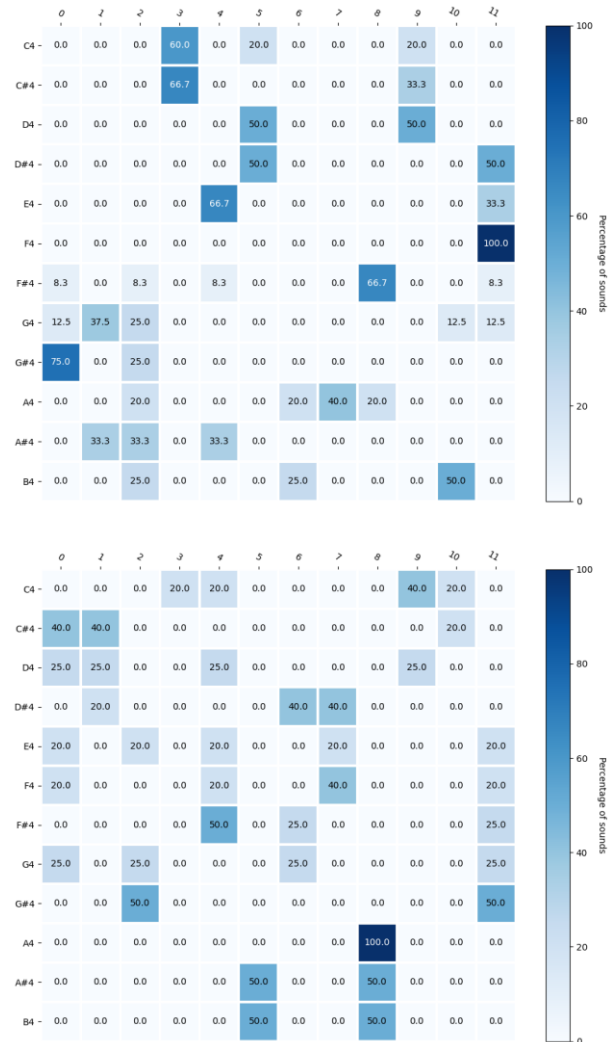 0 1 2 3 4 5 6 7 8 9 10 11
C4 0.0 0.0 0.0 60.0 0.0 20.0 0.0 0.0 0.0 20.0 0.0 0.0
C#4 0.0 0.0 0.0 66.7 0.0 0.0 0.0 0.0 0.0 33.3 0.0 0.0
D4 0.0 0.0 0.0 0.0 0.0 50.0 0.0 0.0 0.0 50.0 0.0 0.0
D#4 0.0 0.0 0.0 0.0 0.0 50.0 0.0 0.0 0.0 0.0 0.0 50.0
E4 0.0 0.0 0.0 0.0 66.7 0.0 0.0 0.0 0.0 0.0 0.0 33.3
F4 0.0 0.0 0.0 0.0 0.0 0.0 0.0 0.0 0.0 0.0 0.0 100.0
F#4 8.3 0.0 8.3 0.0 8.3 0.0 0.0 0.0 66.7 0.0 0.0 8.3
G4 12.5 37.5 25.0 0.0 0.0 0.0 0.0 0.0 0.0 0.0 12.5 12.5
G#4 75.0 0.0 25.0 0.0 0.0 0.0 0.0 0.0 0.0 0.0 0.0 0.0
A4 0.0 0.0 20.0 0.0 0.0 0.0 20.0 40.0 20.0 0.0 0.0 0.0
A#4 0.0 33.3 33.3 0.0 33.3 0.0 0.0 0.0 0.0 0.0 0.0 0.0
B4 0.0 0.0 25.0 0.0 0.0 0.0 25.0 0.0 0.0 0.0 50.0 0.0
100
80
60
40
20
0
Percentage of sounds
0 1 2 3 4 5 6 7 8 9 10 11
C4 0.0 0.0 0.0 20.0 20.0 0.0 0.0 0.0 0.0 40.0 20.0 0.0
C#4 40.0 40.0 0.0 0.0 0.0 0.0 0.0 0.0 0.0 0.0 20.0 0.0
D4 25.0 25.0 0.0 0.0 25.0 0.0 0.0 0.0 0.0 25.0 0.0 0.0
D#4 0.0 20.0 0.0 0.0 0.0 0.0 40.0 40.0 0.0 0.0 0.0 0.0
E4 20.0 0.0 20.0 0.0 20.0 0.0 0.0 20.0 0.0 0.0 0.0 20.0
F4 20.0 0.0 0.0 0.0 20.0 0.0 0.0 40.0 0.0 0.0 0.0 20.0
F#4 0.0 0.0 0.0 0.0 50.0 0.0 25.0 0.0 0.0 0.0 0.0 25.0
G4 25.0 0.0 25.0 0.0 0.0 0.0 25.0 0.0 0.0 0.0 0.0 25.0
G#4 0.0 0.0 50.0 0.0 0.0 0.0 0.0 0.0 0.0 0.0 0.0 50.0
A4 0.0 0.0 0.0 0.0 0.0 0.0 0.0 0.0 100.0 0.0 0.0 0.0
A#4 0.0 0.0 0.0 0.0 0.0 50.0 0.0 0.0 50.0 0.0 0.0 0.0
B4 0.0 0.0 0.0 0.0 0.0 50.0 0.0 0.0 50.0 0.0 0.0 0.0
100
80
60
40
20
0
Percentage of sounds